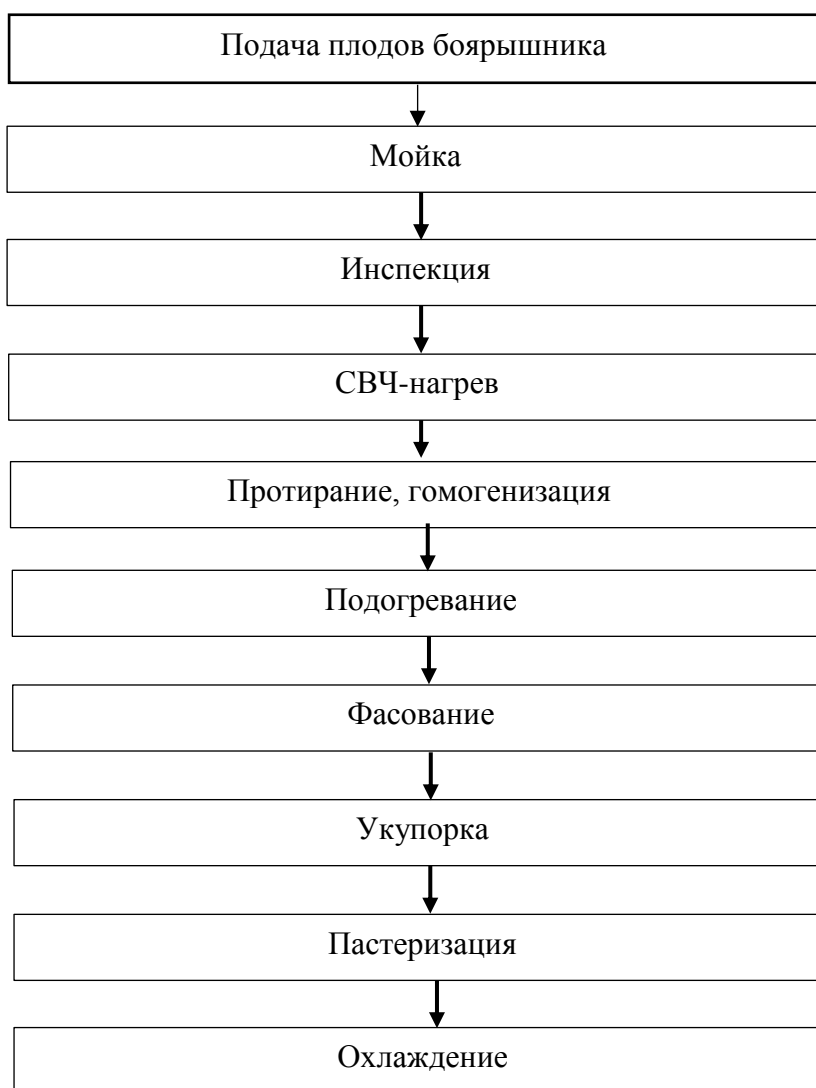 Подача плодов боярышника
Мойка
Инспекция
СВЧ-нагрев
Протирание, гомогенизация
Подогревание
Фасование
Укупорка
Пастеризация
Охлаждение